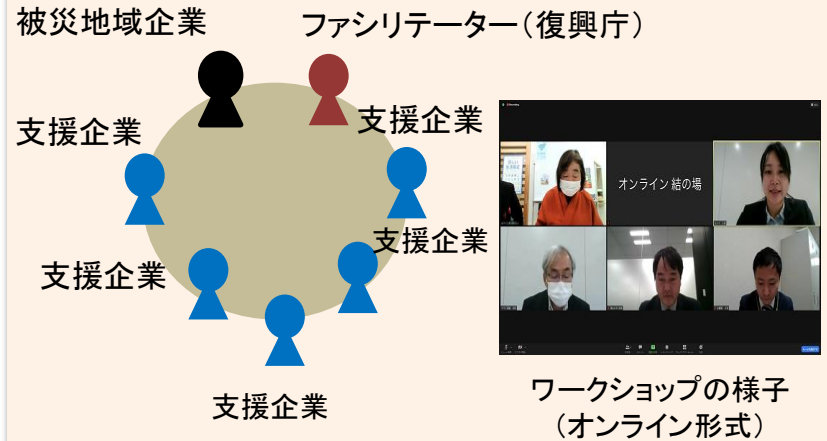 被災地域企業
ファシリテーター(復興庁)
支援企業
支援企業
支援企業
支援企業
支援企業
オンライン 結の場
ワークショップの様子
(オンライン形式)